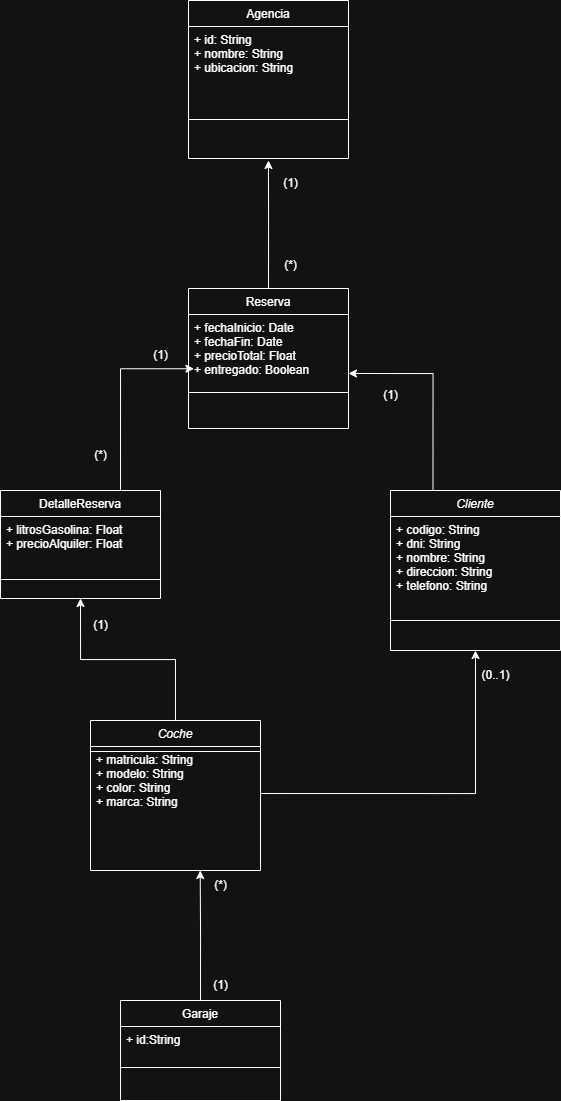 Agencia
+ id: String
+ nombre: String
+ ubicacion: String
(1)
(*)
Reserva
+ fechaInicio: Date
+ fechaFin: Date
+ precioTotal: Float
+ entregado: Boolean
(1)
(1)
(*)
DetalleReserva
+ litrosGasolina: Float
+ precioAlquiler: Float
Cliente
+ codigo: String
+ dni: String
+ nombre: String
+ direccion: String
+ telefono: String
(1)
(0..1)
Coche
+ matricula: String
+ modelo: String
+ color: String
+ marca: String
(*)
(1)
Garaje
+ id:String